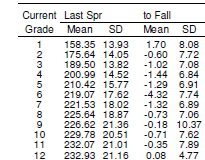 Current Last Spr to Fall
Grade Mean SD Mean SD
1 158.35 13.93 1.70 8.08
2 175.64 14.05 -0.60 7.72
3 189.50 13.82 -1.02 7.08
4 200.99 14.52 -1.44 6.84
5 210.42 15.77 -1.29 6.91
6 219.07 17.62 -4.32 7.74
7 221.53 18.02 -1.32 6.89
8 225.64 18.87 -0.73 7.06
9 226.62 21.36 -0.18 10.37
10 229.78 20.51 -0.71 7.62
11 232.07 21.01 -0.35 7.89
12 232.93 21.16 0.08 4.77